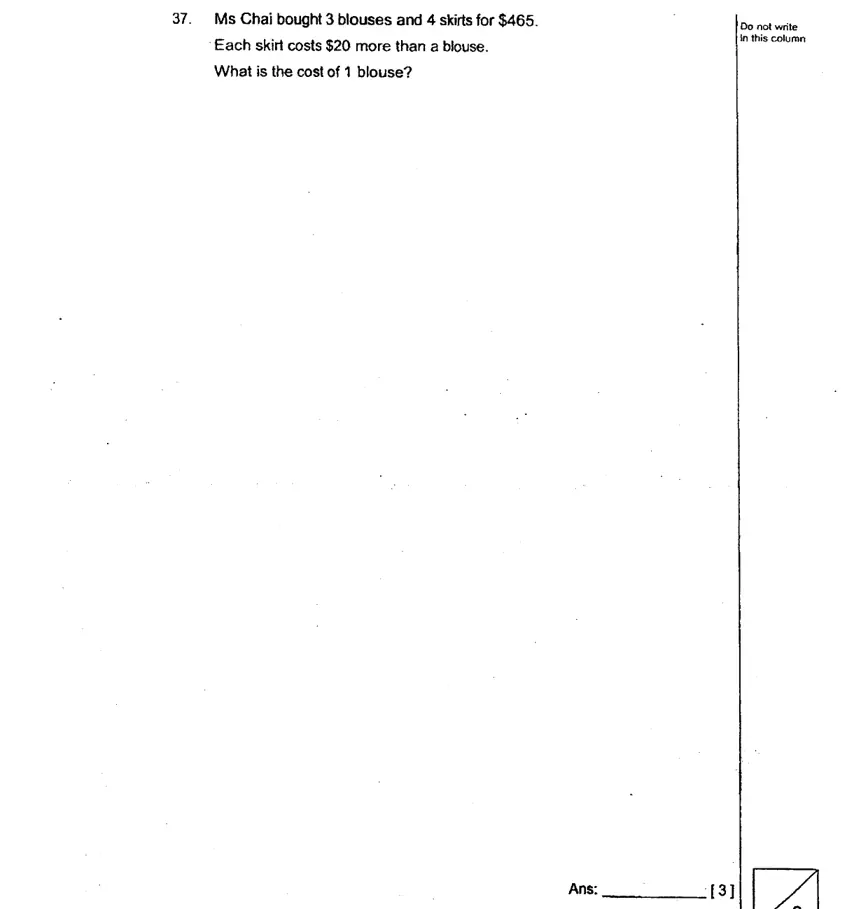 37. Ms Chai bought 3 blouses and 4 skirts for $465.
Each skirt costs $20 more than a blouse.
What is the cost of 1 blouse?
Do not write
in this column
Ans: ____________ [ 3 ]